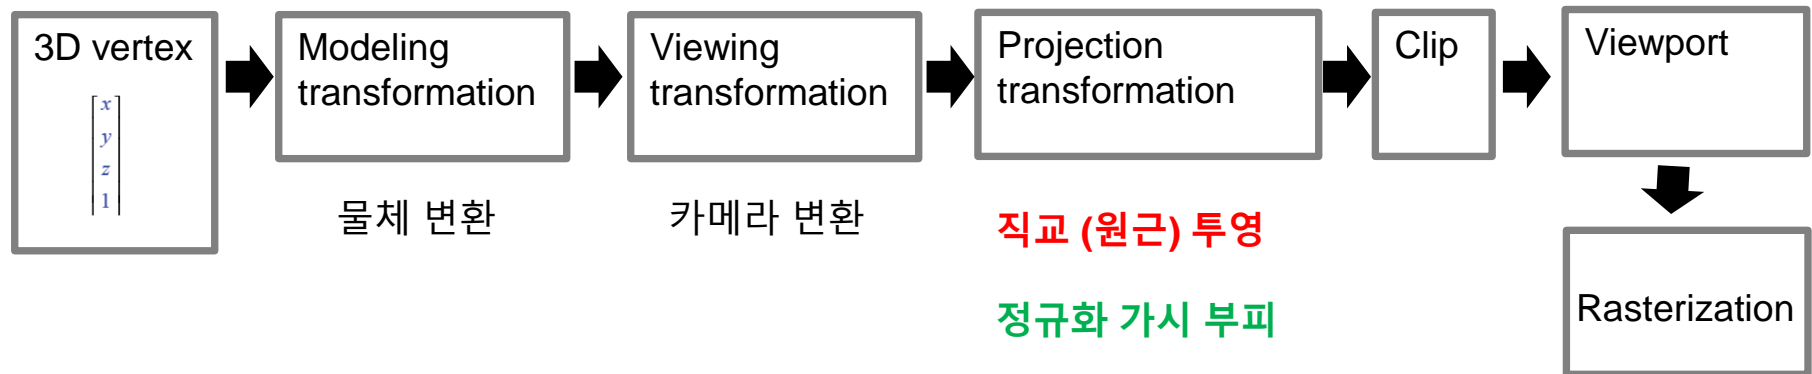 3D vertex
x
y
z
1
Modeling
transformation
물체 변환
Viewing
transformation
카메라 변환
Projection
transformation
직교 (원근) 투영
정규화 가시 부피
Clip
Viewport
Rasterization